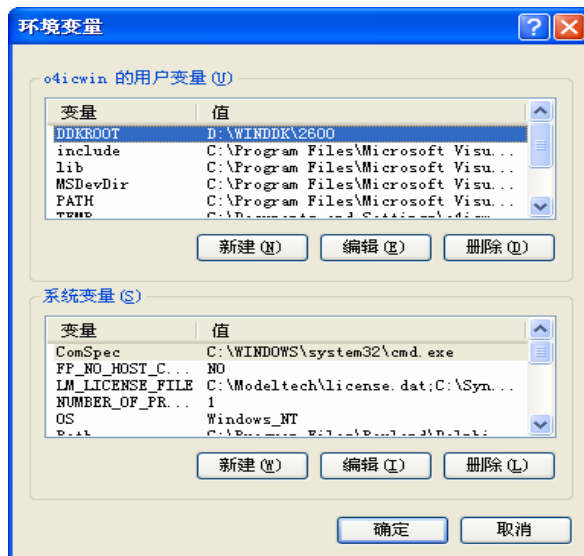 环境变量
o4icwin 的用户变量(U)
变量 值
DDKROOT D:\WINDDK\2600
include C:\Program Files\Microsoft Visu...
lib C:\Program Files\Microsoft Visu...
MSDevDir C:\Program Files\Microsoft Visu...
PATH C:\Program Files\Microsoft Visu...
新建(N) 编辑(E) 删除(D)
系统变量(S)
变量 值
ComSpec C:\WINDOWS\system32\cmd.exe
FP_NO_HOST_C... NO
LM_LICENSE_FILE C:\Modeltech\license.dat;C:\Syn...
NUMBER_OF_PR... 1
OS Windows_NT
新建(W) 编辑(I) 删除(L)
确定 取消